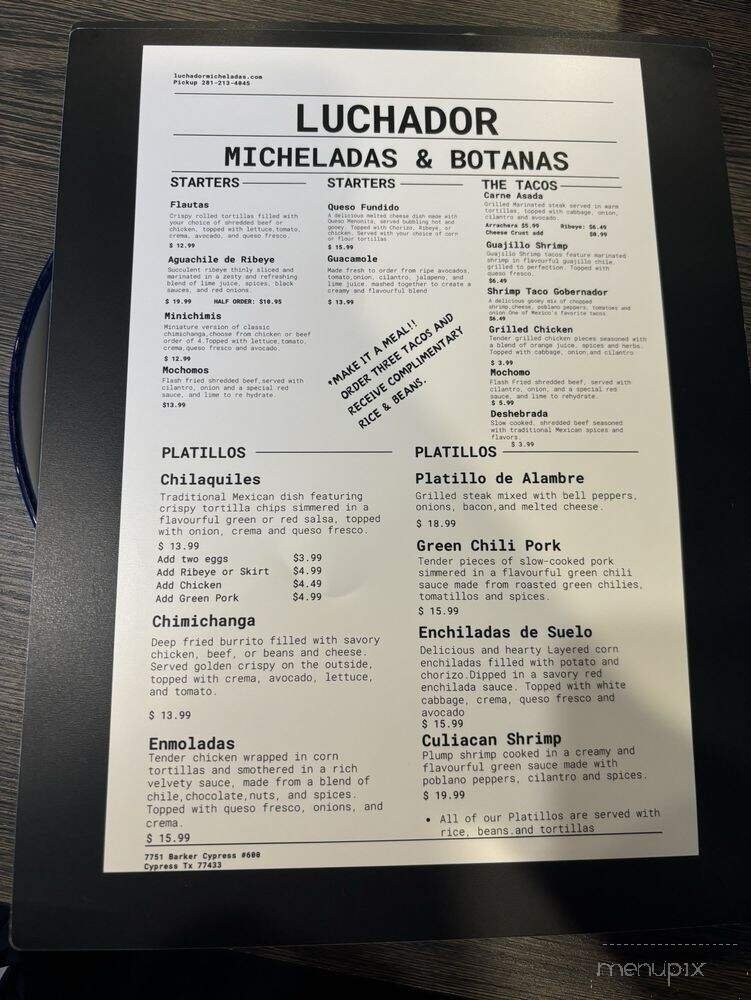 luchadormicheladas.com
Pickup 281-213-4045
LUCHADOR
MICHELADAS & BOTANAS
STARTERS
Flautas
Crispy rolled tortillas filled with
your choice of shredded beef or
chicken, topped with lettuce,tomato,
crema, avocado, and queso fresco.
$ 12.99
Aguachile de Ribeye
Succulent ribeye thinly sliced and
marinated in a zesty and refreshing
blend of lime juice, spices, black
sauces, and red onions.
$ 19.99 HALF ORDER: $10.95
Minichimis
Miniature version of classic
chimichanga,choose from chicken or beef
order of 4.Topped with lettuce,tomato,
crema,queso fresco and avocado.
$ 12.99
Mochomos
Flash fried shredded beef,served with
cilantro, onion and a special red
sauce, and lime to re hydrate.
$13.99
STARTERS
Queso Fundido
A delicious melted cheese dish made with
Queso Menonita, served bubbling hot and
gooey. Topped with Chorizo, Ribeye, or
chicken. Served with your choice of corn
or flour tortillas
$ 15.99
Guacamole
Made fresh to order from ripe avocados,
tomato,onion, cilantro, jalapeno, and
lime juice. mashed together to create a
creamy and flavourful blend
$ 13.99
*MAKE IT A MEAL!!
ORDER THREE TACOS AND
RECEIVE COMPLIMENTARY
RICE & BEANS.
THE TACOS
Carne Asada
Grilled Marinated steak served in warm
tortillas, topped with cabbage, onion,
cilantro and avocado.
Arrachera $5.99 Ribeye: $6.49
Cheese Crust add $0.99
Guajillo Shrimp
Guajillo Shrimp tacos feature marinated
shrimp in flavourful guajillo chile,
grilled to perfection. Topped with
queso fresco.
$6.49
Shrimp Taco Gobernador
A delicious gooey mix of chopped
shrimp,cheese, poblano peppers, tomatoes and
onion.One of Mexico's favorite tacos
$6.49
Grilled Chicken
Tender grilled chicken pieces seasoned with
a blend of orange juice, spices and herbs.
Topped with cabbage, onion,and cilantro
$ 3.99
Mochomo
Flash Fried shredded beef, served with
cilantro, onion and a special red
sauce, and lime to rehydrate.
$ 5.99
Deshebrada
Slow cooked, shredded beef seasoned
with traditional Mexican spices and
flavors.
$ 3.99
PLATILLOS
Chilaquiles
Traditional Mexican dish featuring
crispy tortilla chips simmered in a
flavourful green or red salsa, topped
with onion, crema and queso fresco.
$ 13.99
Add two eggs $3.99
Add Ribeye or Skirt $4.99
Add Chicken $4.49
Add Green Pork $4.99
Chimichanga
Deep fried burrito filled with savory
chicken, beef, or beans and cheese.
Served golden crispy on the outside,
topped with crema, avocado, lettuce,
and tomato.
$ 13.99
Enmoladas
Tender chicken wrapped in corn
tortillas and smothered in a rich
velvety sauce, made from a blend of
chile,chocolate,nuts, and spices.
Topped with queso fresco, onions, and
crema.
$ 15.99
PLATILLOS
Platillo de Alambre
Grilled steak mixed with bell peppers,
onions, bacon,and melted cheese.
$ 18.99
Green Chili Pork
Tender pieces of slow-cooked pork
simmered in a flavourful green chili
sauce made from roasted green chilies,
tomatillos and spices.
$ 15.99
Enchiladas de Suelo
Delicious and hearty Layered corn
enchiladas filled with potato and
chorizo.Dipped in a savory red
enchilada sauce. Topped with white
cabbage, crema, queso fresco and
avocado
$ 15.99
Culiacan Shrimp
Plump shrimp cooked in a creamy and
flavourful green sauce made with
poblano peppers, cilantro and spices.
$ 19.99
• All of our Platillos are served with
rice, beans.and tortillas
7751 Barker Cypress #600
Cypress Tx 77433
menupix